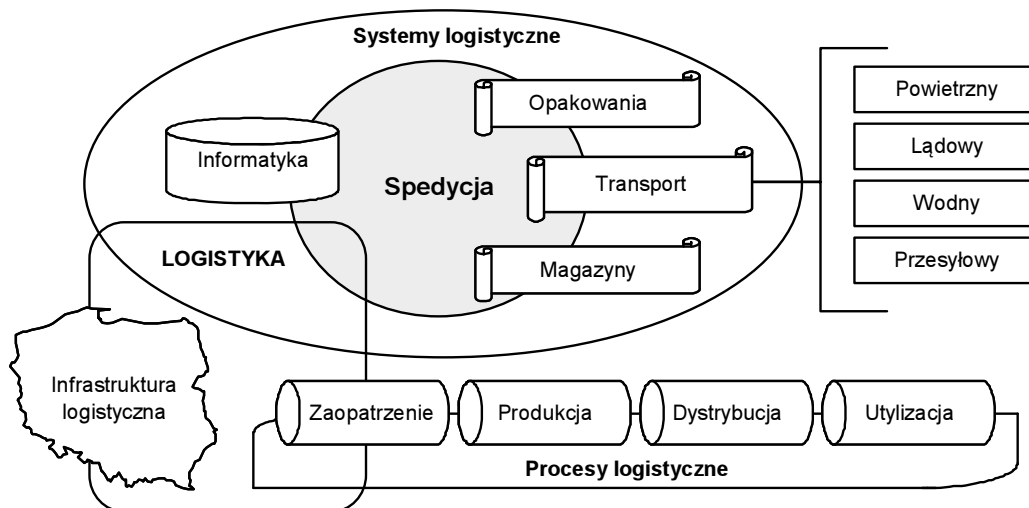 Systemy logistyczne
Opakowania
Powietrzny
Informatyka
Lądowy
Spedycja
Transport
Wodny
LOGISTYKA
Magazyny
Przesyłowy
Infrastruktura
logistyczna
Zaopatrzenie
Produkcja
Dystrybucja
Utylizacja
Procesy logistyczne